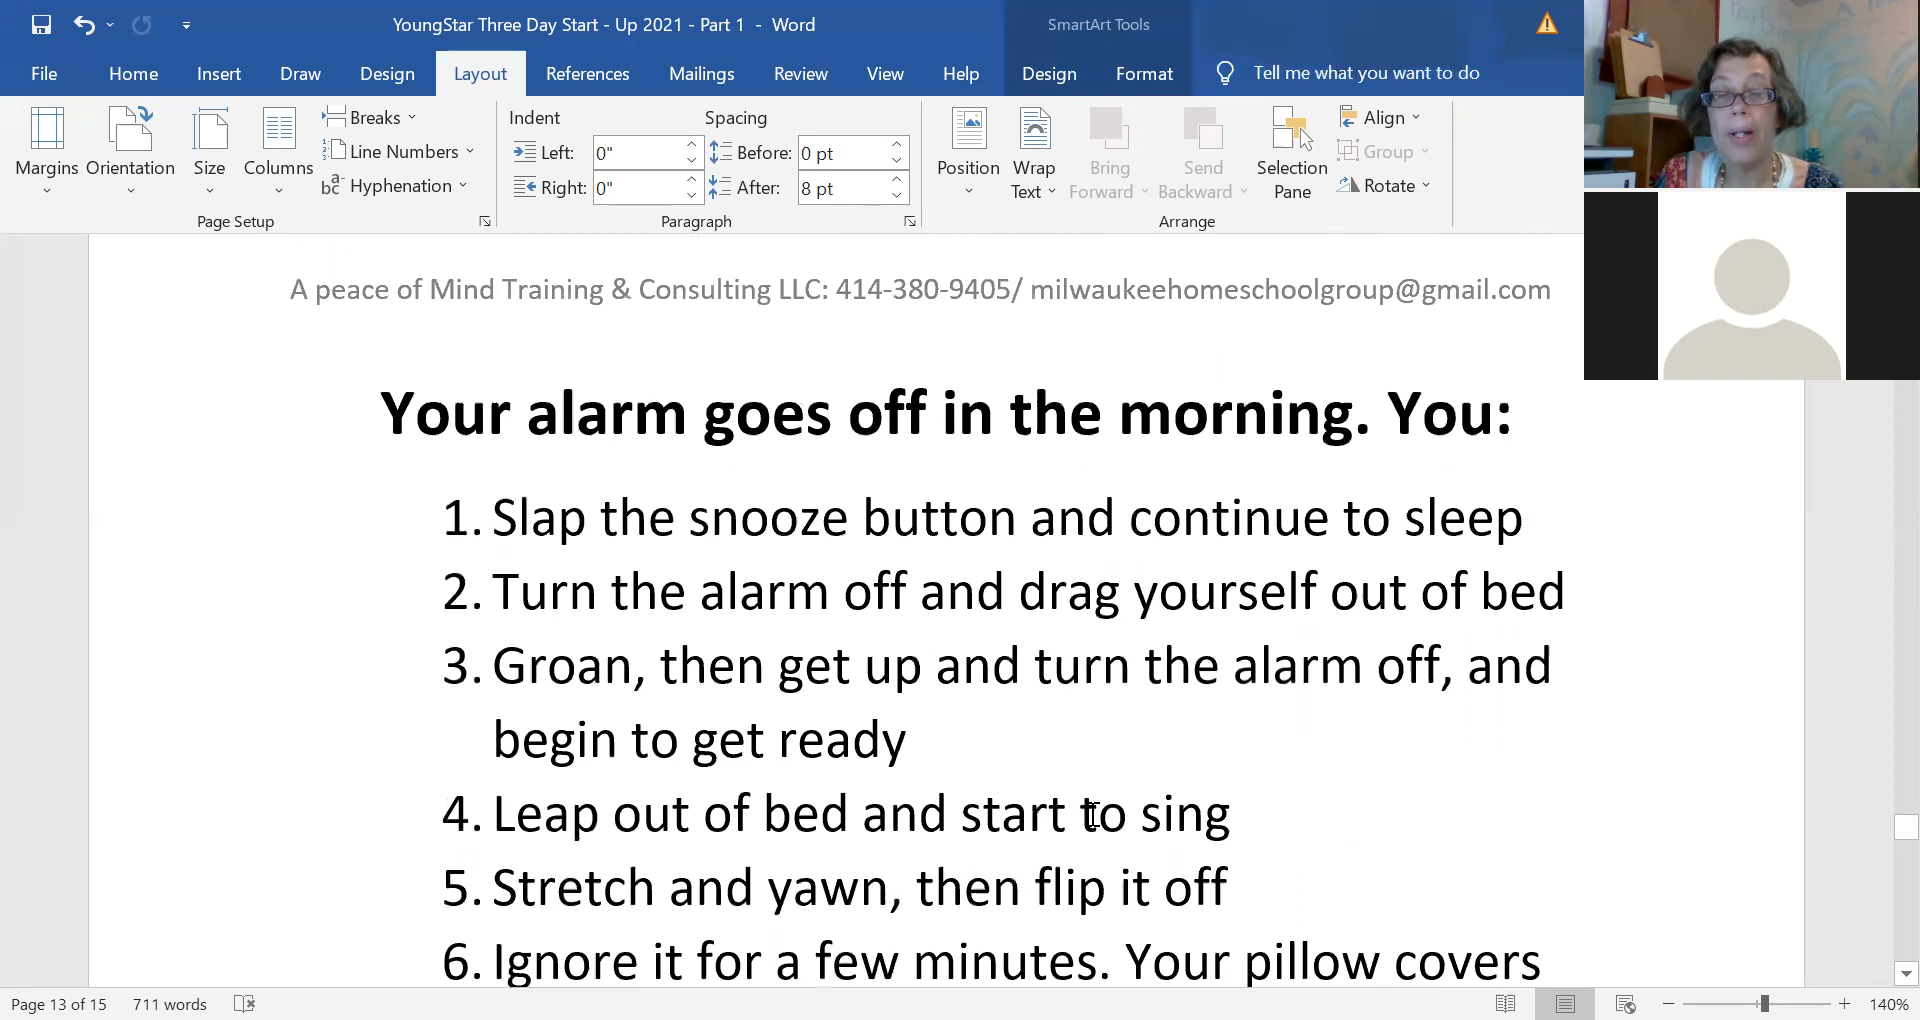 YoungStar Three Day Start - Up 2021 - Part 1 - Word
SmartArt Tools
File Home Insert Draw Design Layout References Mailings Review View Help Design Format Tell me what you want to do
Margins
Orientation
Size
Columns
Breaks
Line Numbers
Hyphenation
Page Setup
Indent
Left: 0"
Right: 0"
Spacing
Before: 0 pt
After: 8 pt
Paragraph
Position
Wrap
Text
Bring
Forward
Send
Backward
Selection
Pane
Align
Group
Rotate
Arrange
A peace of Mind Training & Consulting LLC: 414-380-9405/ milwaukeehomeschoolgroup@gmail.com
Your alarm goes off in the morning. You:
1. Slap the snooze button and continue to sleep
2. Turn the alarm off and drag yourself out of bed
3. Groan, then get up and turn the alarm off, and
begin to get ready
4. Leap out of bed and start to sing
5. Stretch and yawn, then flip it off
6. Ignore it for a few minutes. Your pillow covers
Page 13 of 15 711 words 140%